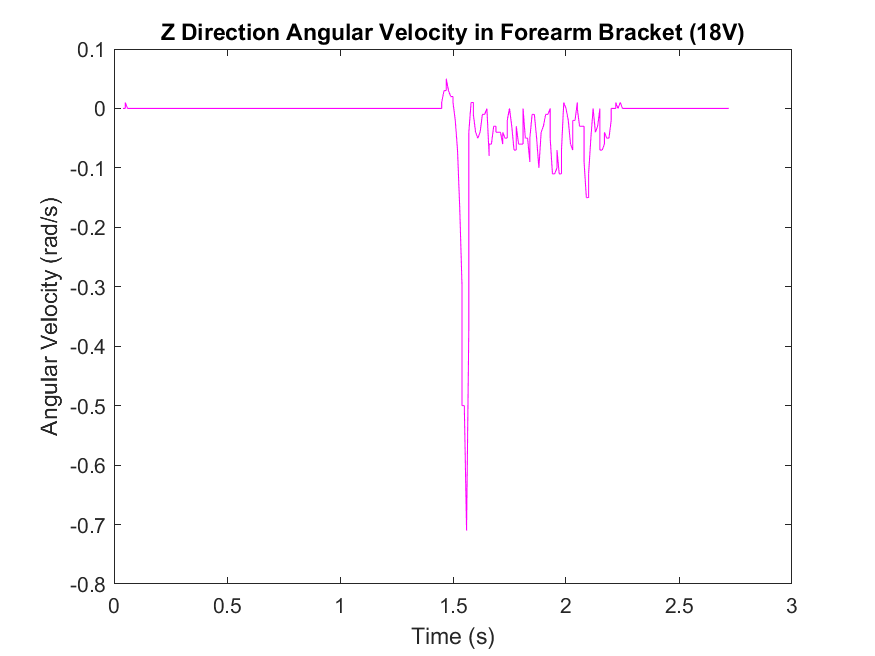 Z Direction Angular Velocity in Forearm Bracket (18V)
0.1
0
-0.1
-0.2
-0.3
-0.4
-0.5
-0.6
-0.7
-0.8
Angular Velocity (rad/s)
0 0.5 1 1.5 2 2.5 3
Time (s)